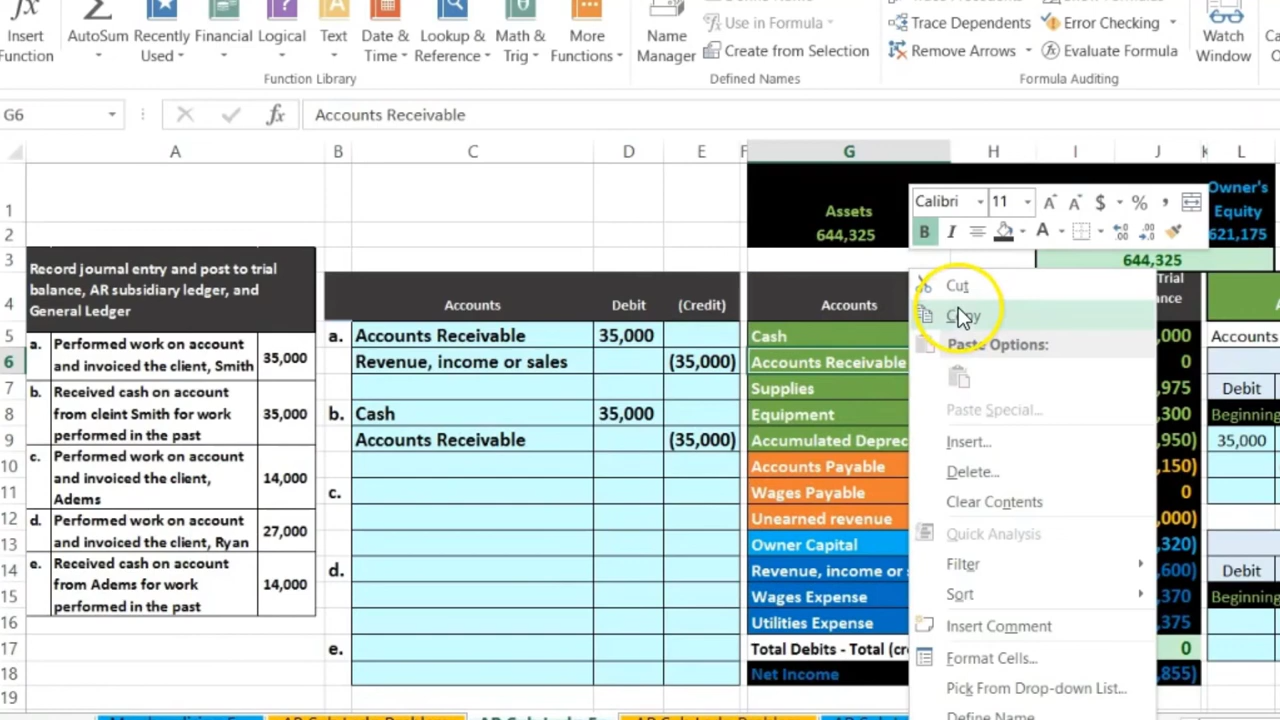 Insert
Function
AutoSum
Recently
Used
Financial
Logical
Text
Date &
Time
Lookup &
Reference
Math &
Trig
More
Functions
Function Library
Name
Manager
Use in Formula
Create from Selection
Defined Names
Trace Dependents
Remove Arrows
Error Checking
Evaluate Formula
Formula Auditing
Watch
Window
G6
fx
Accounts Receivable
A B C D E F G H I J K L
1
Assets
Owner's
Equity
2
644,325
621,175
Calibri 11
$ % ,
B I A
3
644,325
Record journal entry and post to trial
balance, AR subsidiary ledger, and
General Ledger
4
Accounts Debit (Credit)
Accounts
Trial
a. Performed work on account
and invoiced the client, Smith 35,000
b. Received cash on account
from cleint Smith for work
performed in the past 35,000
c. Performed work on account
and invoiced the client,
Adems 14,000
d. Performed work on account
and invoiced the client, Ryan 27,000
e. Received cash on account
from Adems for work
performed in the past 14,000
5 a. Accounts Receivable 35,000
6 Revenue, income or sales (35,000)
7
8 b. Cash 35,000
9 Accounts Receivable (35,000)
10
11 c.
12
13
14 d.
15
16
17 e.
18
19
Cash ,000
Accounts Receivable 0
Supplies ,975
Equipment ,300
Accumulated Deprec ,950)
Accounts Payable ,150)
Wages Payable 0
Unearned revenue ,000)
Owner Capital ,320)
Revenue, income or ,600)
Wages Expense ,370
Utilities Expense ,375
Total Debits - Total (cr 0
Net Income ,855)
Cut
Copy
Paste Options:
Paste Special...
Insert...
Delete...
Clear Contents
Quick Analysis
Filter
Sort
Insert Comment
Format Cells...
Pick From Drop-down List...
Define Name
Accounts
Debit
Beginning
35,000
Debit
Beginning